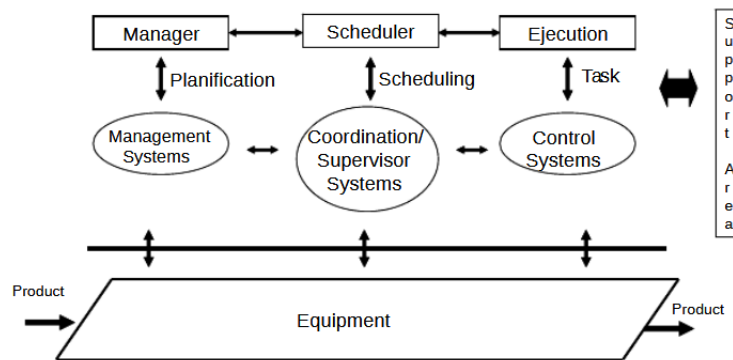 Manager
Scheduler
Ejecution
Planification
Scheduling
Task
Management
Systems
Coordination/
Supervisor
Systems
Control
Systems
S
u
p
p
o
r
t
A
r
e
a
Product
Equipment
Product